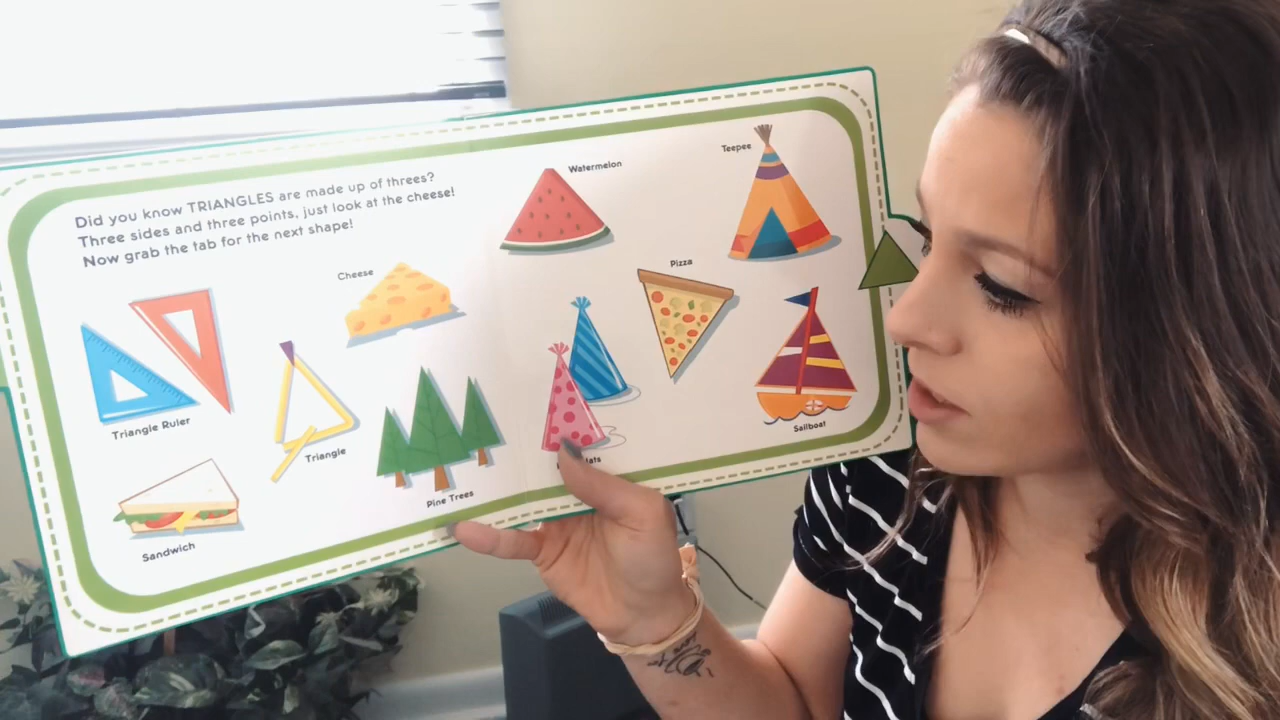 Did you know TRIANGLES are made up of threes?
Three sides and three points, just look at the cheese!
Now grab the tab for the next shape!
Watermelon
Teepee
Cheese
Pizza
Triangle Ruler
Triangle
Pine Trees
Sailboat
Sandwich